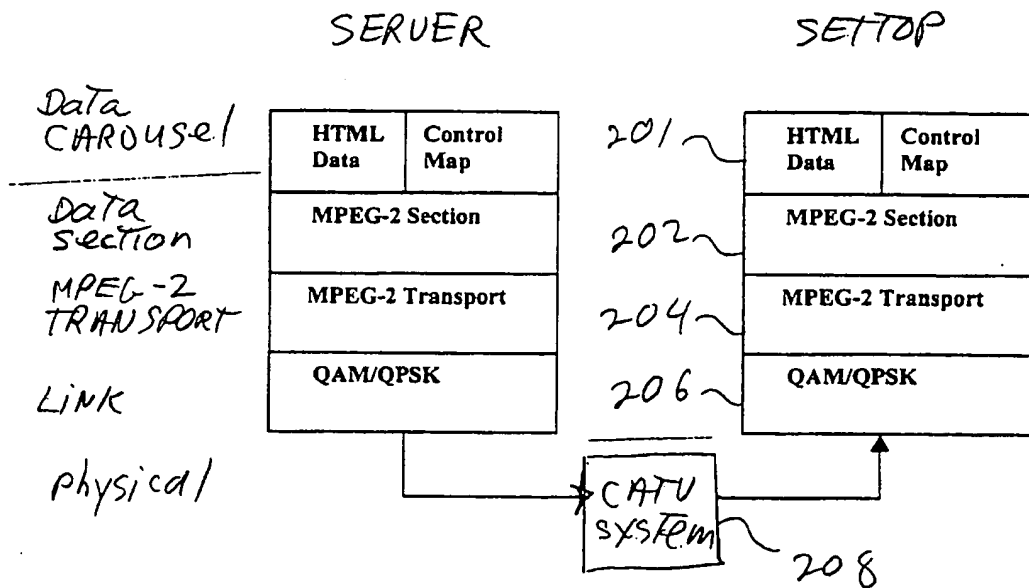 SERVER
SETTOP
Data
CAROUSel
HTML
Data
Control
Map
201
HTML
Data
Control
Map
Data
section
MPEG-2 Section
202
MPEG-2 Section
MPEG-2
TRANSPORT
MPEG-2 Transport
204
MPEG-2 Transport
LiNK
QAM/QPSK
206
QAM/QPSK
physical
CATV
SYSTEm
208